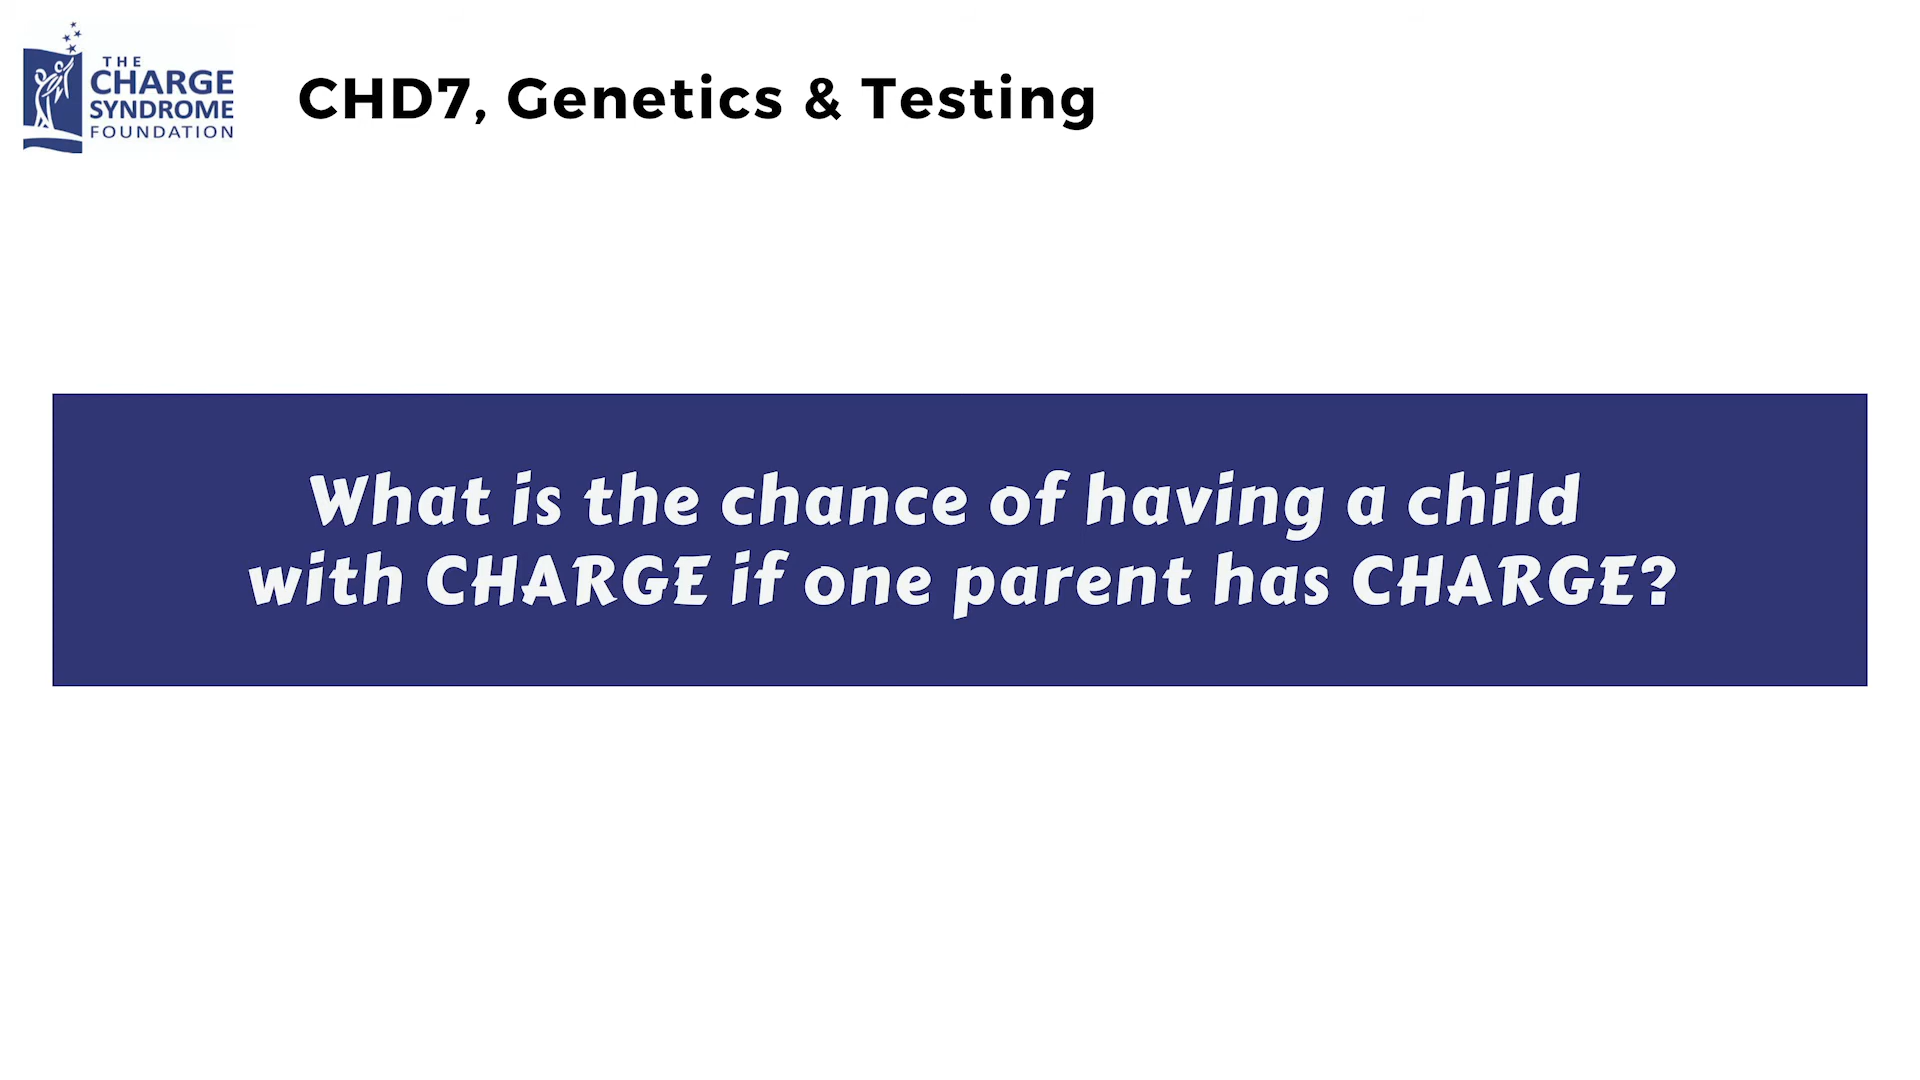 THE
CHARGE
SYNDROME
FOUNDATION
CHD7, Genetics & Testing
What is the chance of having a child
with CHARGE if one parent has CHARGE?